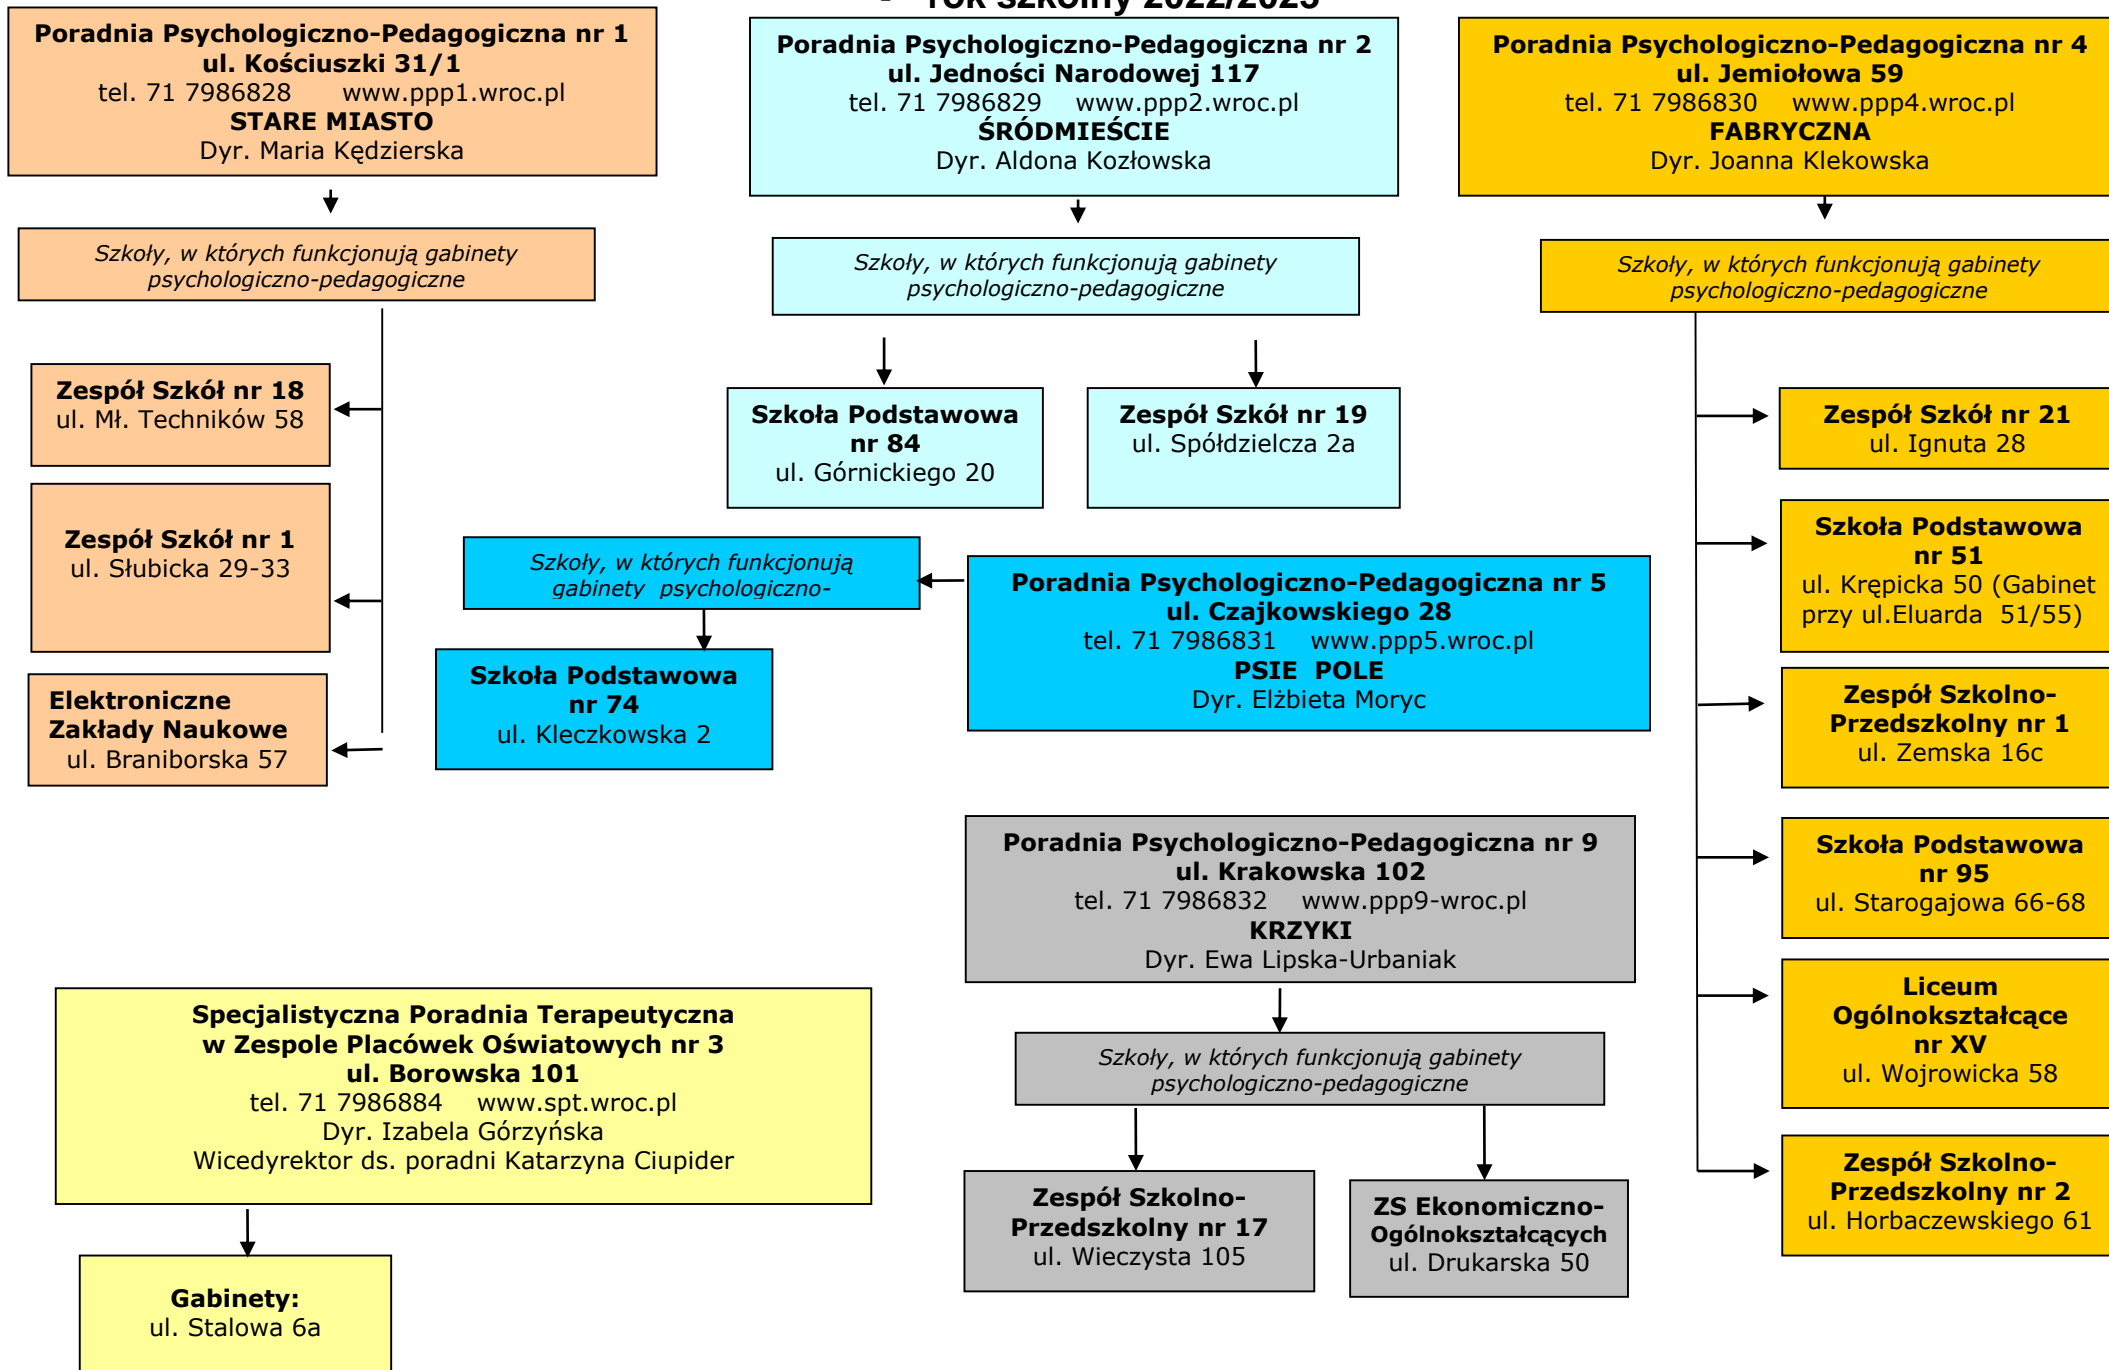 - rok szkolny 2022/2023
Poradnia Psychologiczno-Pedagogiczna nr 1
ul. Kościuszki 31/1
tel. 71 7986828 www.ppp1.wroc.pl
STARE MIASTO
Dyr. Maria Kędzierska
Poradnia Psychologiczno-Pedagogiczna nr 2
ul. Jedności Narodowej 117
tel. 71 7986829 www.ppp2.wroc.pl
ŚRÓDMIEŚCIE
Dyr. Aldona Kozłowska
Poradnia Psychologiczno-Pedagogiczna nr 4
ul. Jemiołowa 59
tel. 71 7986830 www.ppp4.wroc.pl
FABRYCZNA
Dyr. Joanna Klekowska
Szkoły, w których funkcjonują gabinety
psychologiczno-pedagogiczne
Szkoły, w których funkcjonują gabinety
psychologiczno-pedagogiczne
Szkoły, w których funkcjonują gabinety
psychologiczno-pedagogiczne
Zespół Szkół nr 18
ul. Mł. Techników 58
Zespół Szkół nr 1
ul. Słubicka 29-33
Elektroniczne
Zakłady Naukowe
ul. Braniborska 57
Szkoła Podstawowa
nr 84
ul. Górnickiego 20
Zespół Szkół nr 19
ul. Spółdzielcza 2a
Zespół Szkół nr 21
ul. Ignuta 28
Szkoła Podstawowa
nr 51
ul. Krępicka 50 (Gabinet
przy ul.Eluarda 51/55)
Zespół Szkolno-
Przedszkolny nr 1
ul. Zemska 16c
Szkoła Podstawowa
nr 95
ul. Starogajowa 66-68
Liceum
Ogólnokształcące
nr XV
ul. Wojrowicka 58
Zespół Szkolno-
Przedszkolny nr 2
ul. Horbaczewskiego 61
Szkoły, w których funkcjonują
gabinety psychologiczno-
Poradnia Psychologiczno-Pedagogiczna nr 5
ul. Czajkowskiego 28
tel. 71 7986831 www.ppp5.wroc.pl
PSIE POLE
Dyr. Elżbieta Moryc
Szkoła Podstawowa
nr 74
ul. Kleczkowska 2
Poradnia Psychologiczno-Pedagogiczna nr 9
ul. Krakowska 102
tel. 71 7986832 www.ppp9-wroc.pl
KRZYKI
Dyr. Ewa Lipska-Urbaniak
Szkoły, w których funkcjonują gabinety
psychologiczno-pedagogiczne
Zespół Szkolno-
Przedszkolny nr 17
ul. Wieczysta 105
ZS Ekonomiczno-
Ogólnokształcących
ul. Drukarska 50
Specjalistyczna Poradnia Terapeutyczna
w Zespole Placówek Oświatowych nr 3
ul. Borowska 101
tel. 71 7986884 www.spt.wroc.pl
Dyr. Izabela Górzyńska
Wicedyrektor ds. poradni Katarzyna Ciupider
Gabinety:
ul. Stalowa 6a